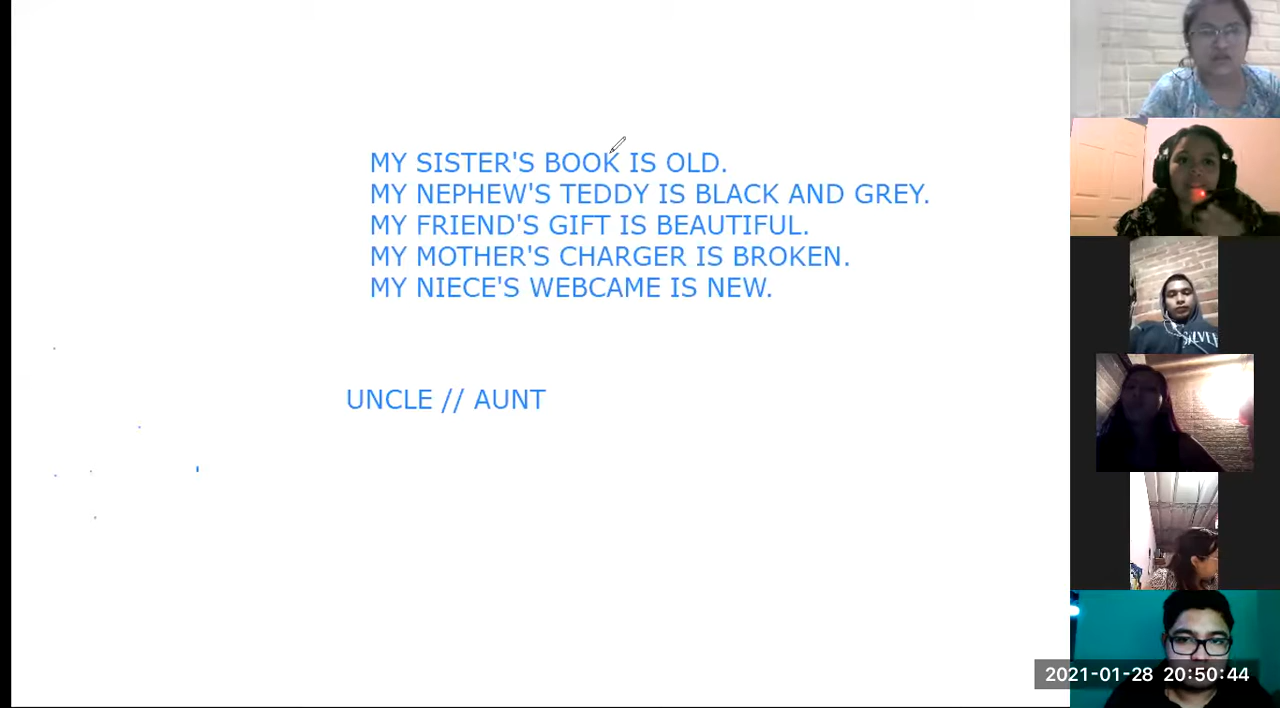 MY SISTER'S BOOK IS OLD.
MY NEPHEW'S TEDDY IS BLACK AND GREY.
MY FRIEND'S GIFT IS BEAUTIFUL.
MY MOTHER'S CHARGER IS BROKEN.
MY NIECE'S WEBCAME IS NEW.
UNCLE // AUNT
SILVER
2021-01-28 20:50:44